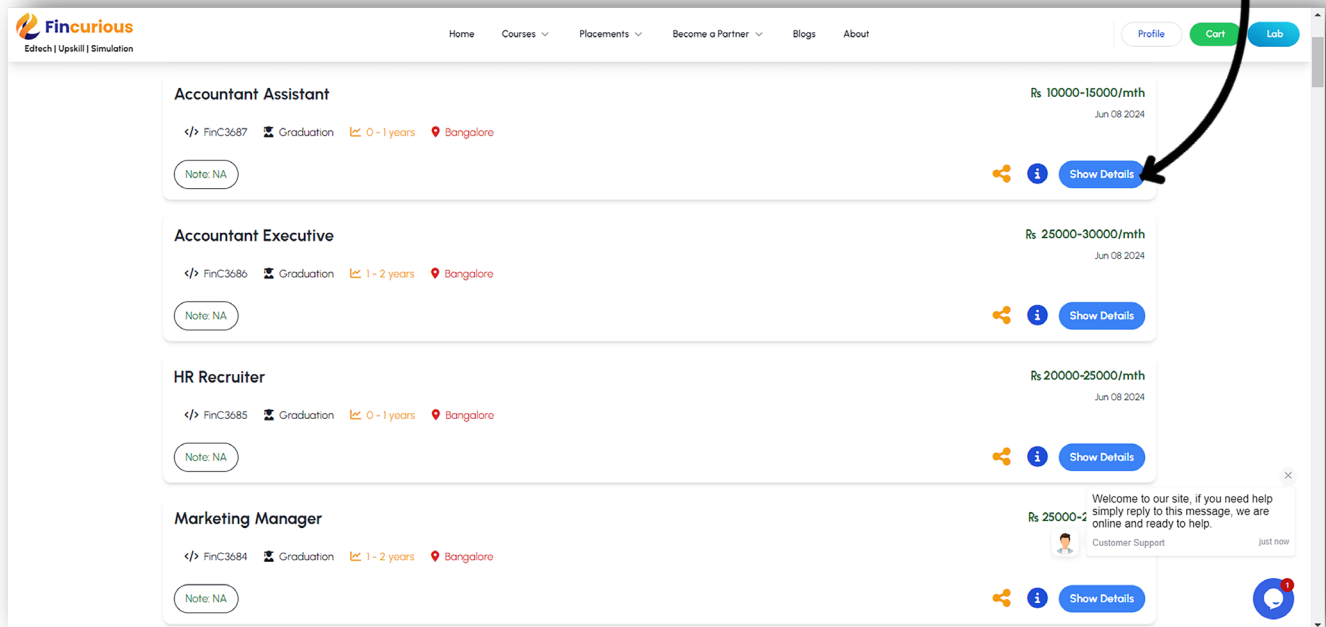 Fincurious
Edtech | Upskill | Simulation
Home Courses Placements Become a Partner Blogs About
Profile Cart Lab
Accountant Assistant
Rs 10000-15000/mth
Jun 08 2024
FinC3687 Graduation 0 - 1 years Bangalore
Note: NA
Show Details
Accountant Executive
Rs 25000-30000/mth
Jun 08 2024
FinC3686 Graduation 1 - 2 years Bangalore
Note: NA
Show Details
HR Recruiter
Rs 20000-25000/mth
Jun 08 2024
FinC3685 Graduation 0 - 1 years Bangalore
Note: NA
Show Details
Marketing Manager
Rs 25000-2
FinC3684 Graduation 1 - 2 years Bangalore
Note: NA
Show Details
Welcome to our site, if you need help
simply reply to this message, we are
online and ready to help.
Customer Support just now
1